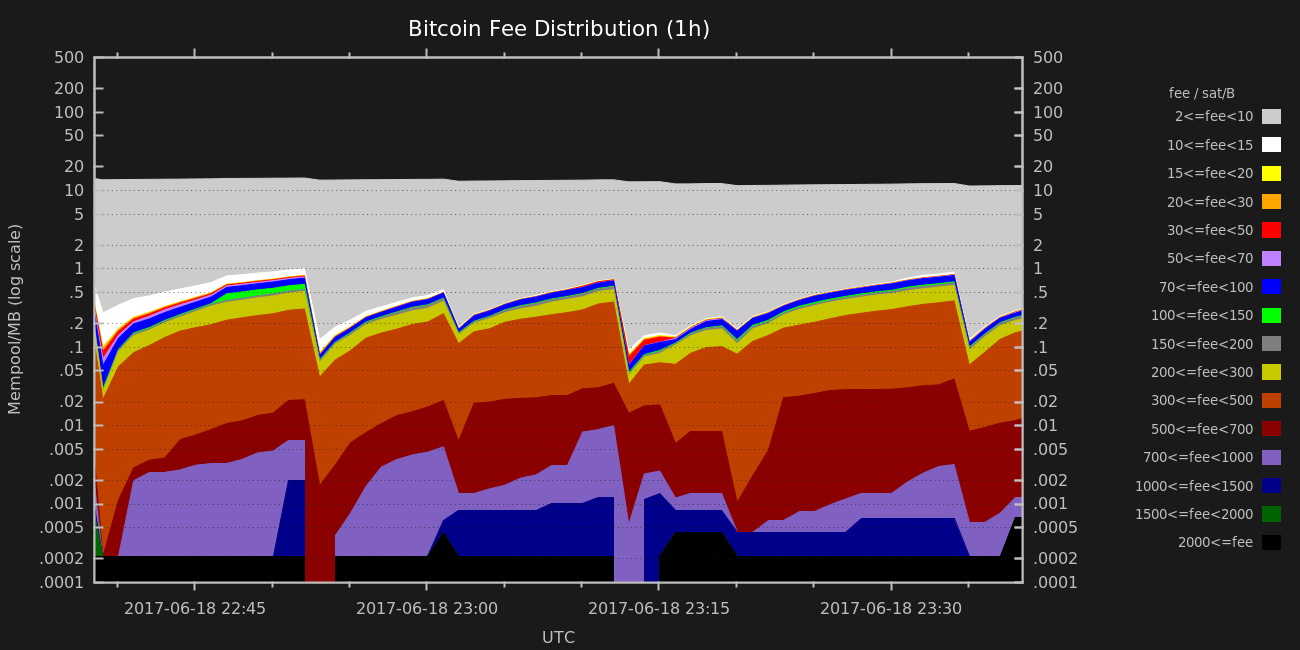 Bitcoin Fee Distribution (1h)
500
200
100
50
20
10
5
2
1
.5
.2
.1
.05
.02
.01
.005
.002
.001
.0005
.0002
.0001
Mempool/MB (log scale)
500
200
100
50
20
10
5
2
1
.5
.2
.1
.05
.02
.01
.005
.002
.001
.0005
.0002
.0001
2017-06-18 22:45
2017-06-18 23:00
2017-06-18 23:15
2017-06-18 23:30
UTC
fee / sat/B
2<=fee<10
10<=fee<15
15<=fee<20
20<=fee<30
30<=fee<50
50<=fee<70
70<=fee<100
100<=fee<150
150<=fee<200
200<=fee<300
300<=fee<500
500<=fee<700
700<=fee<1000
1000<=fee<1500
1500<=fee<2000
2000<=fee